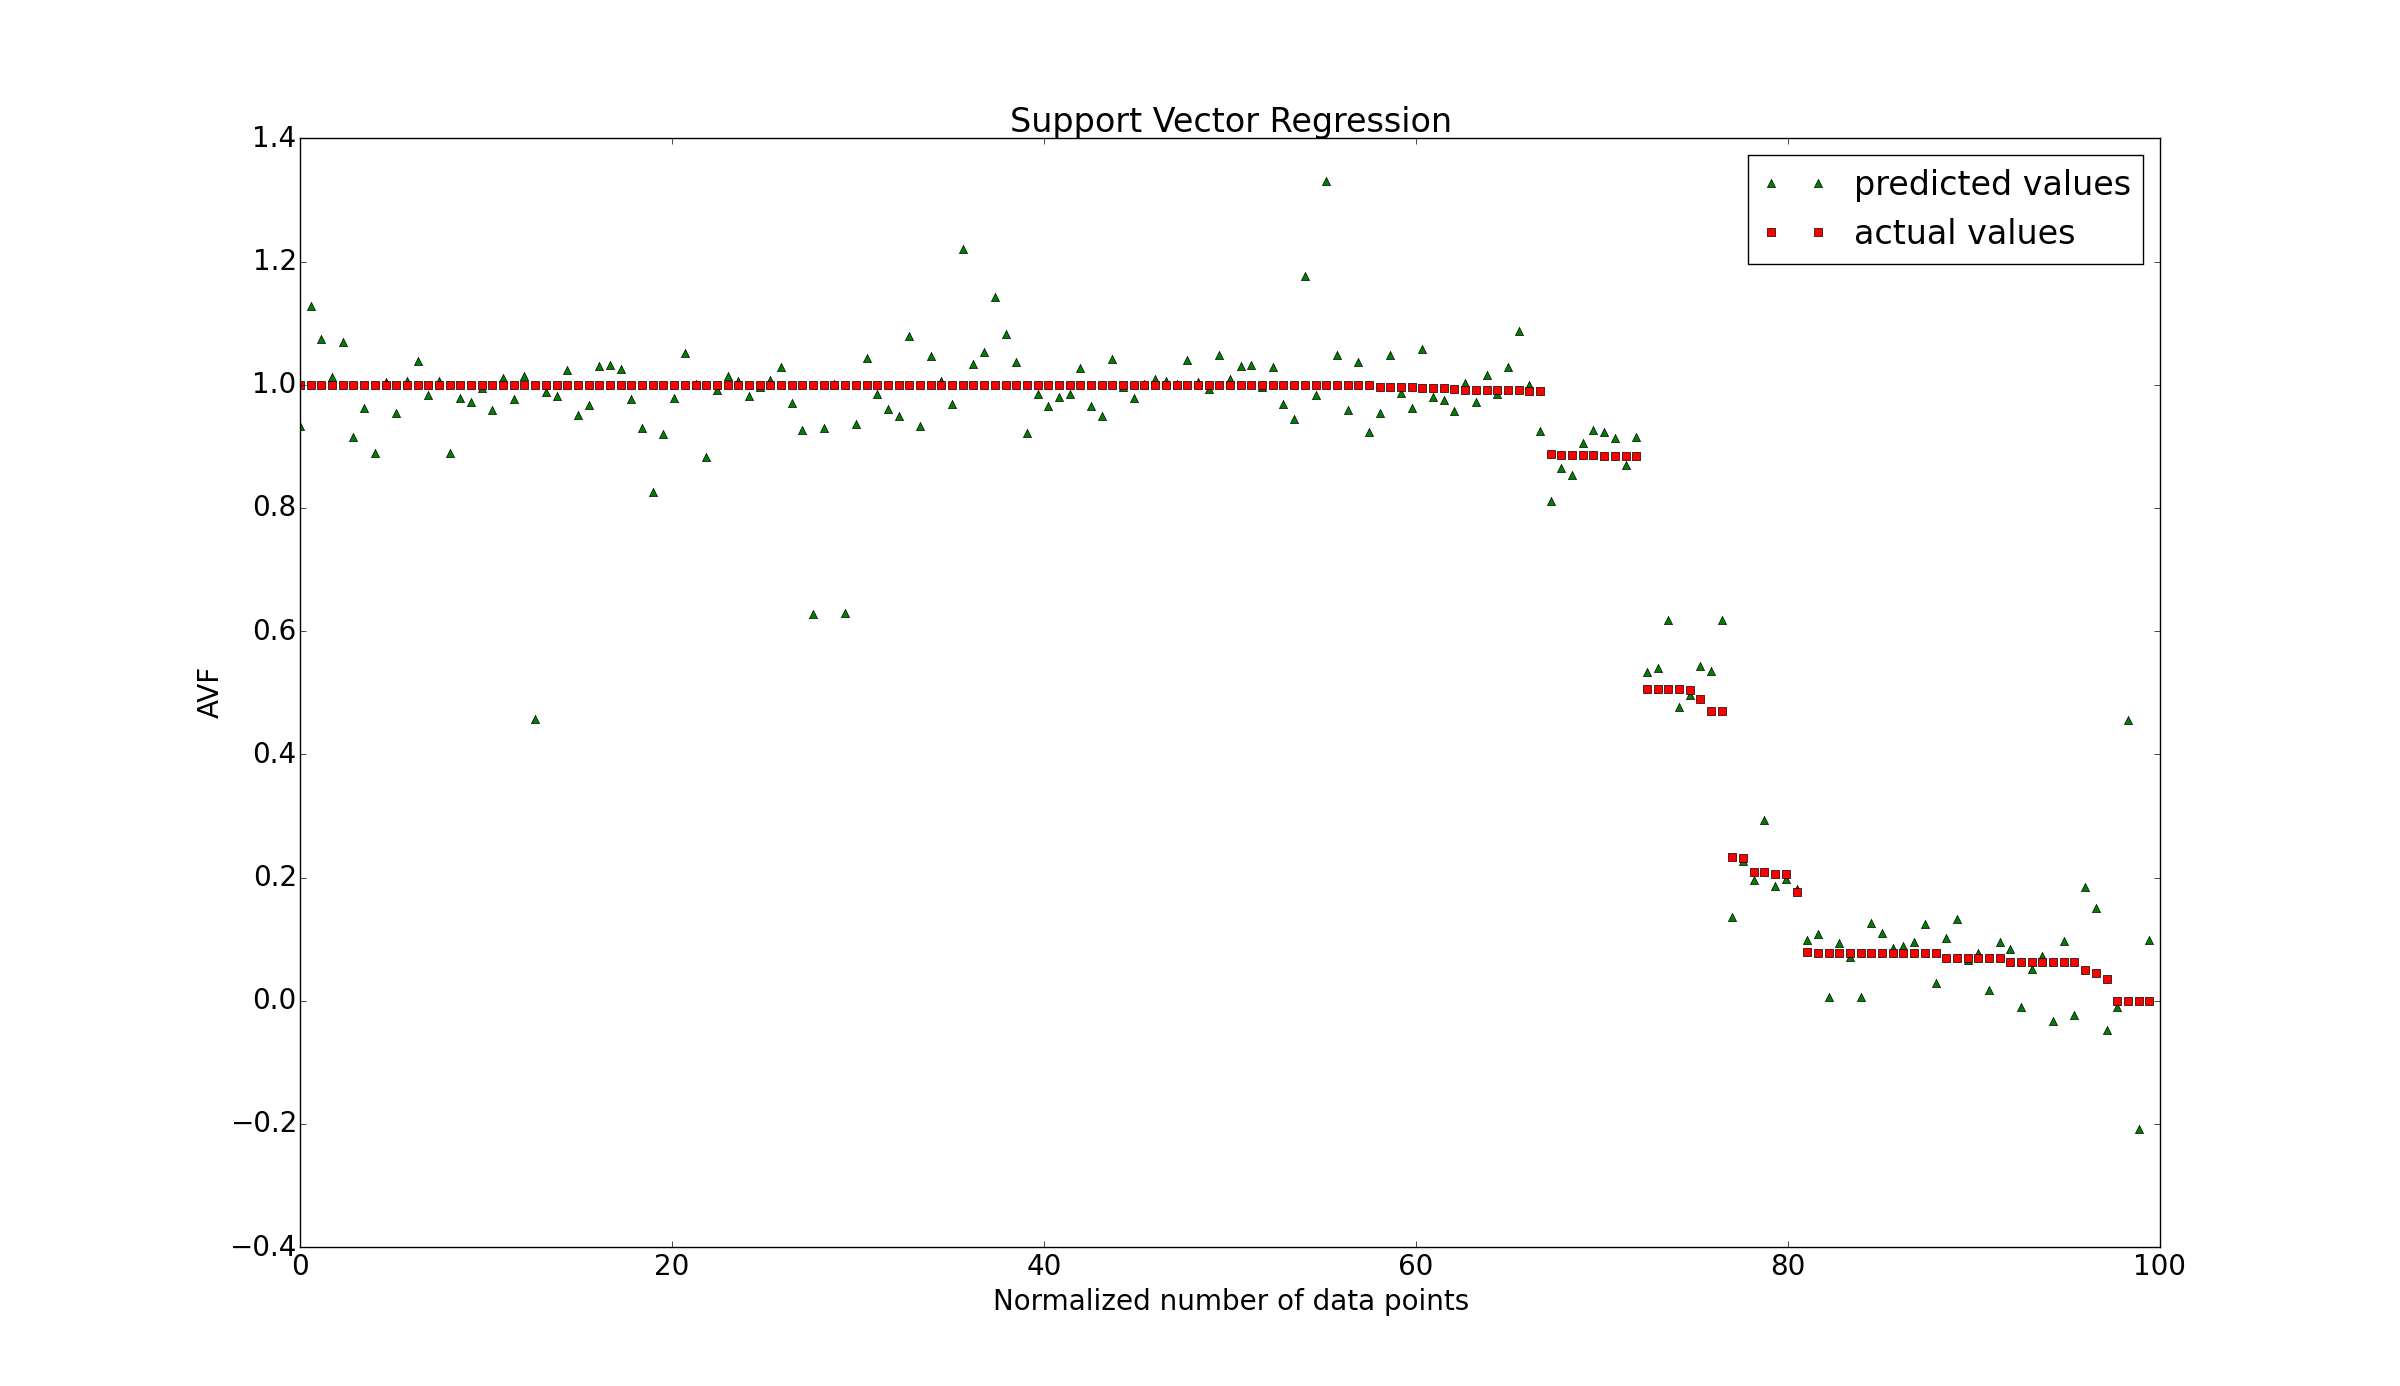 Support Vector Regression
1.4
1.2
1.0
0.8
0.6
0.4
0.2
0.0
−0.2
−0.4
AVF
predicted values
actual values
0 20 40 60 80 100
Normalized number of data points